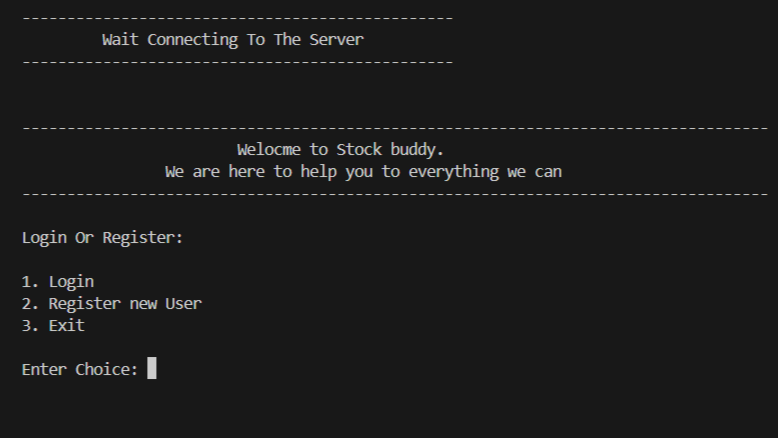 ------------------------------------------------
Wait Connecting To The Server
------------------------------------------------
-----------------------------------------------------------------------------------
Welocme to Stock buddy.
We are here to help you to everything we can
-----------------------------------------------------------------------------------
Login Or Register:
1. Login
2. Register new User
3. Exit
Enter Choice: